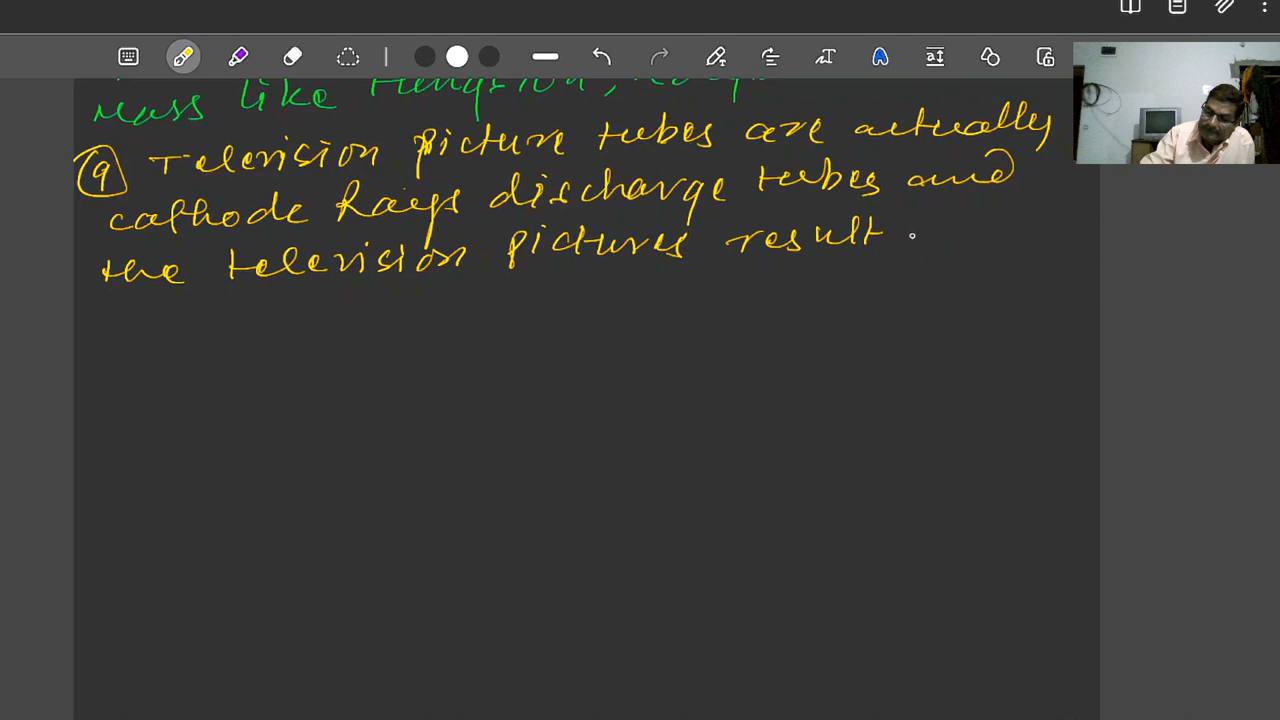 mass like
9 Television picture tubes are actually
cathode Rays discharge tubes and
the television pictures result